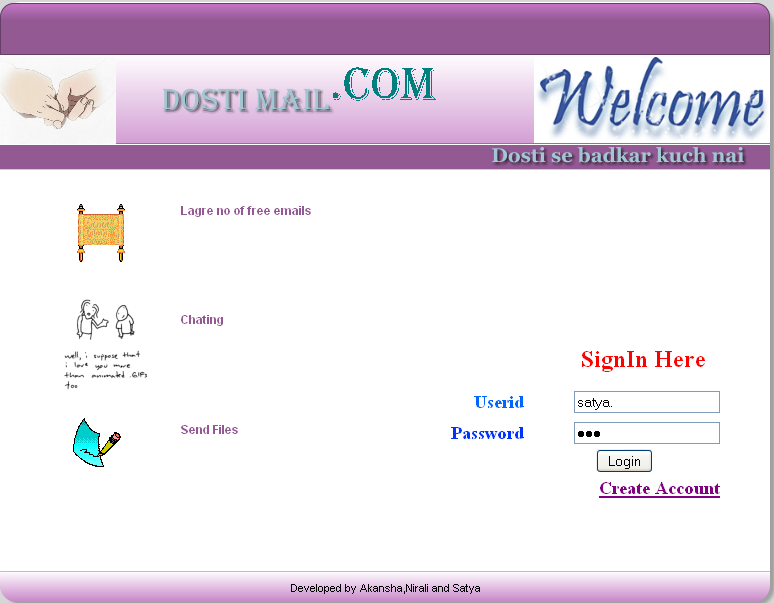 DOSTI MAIL.COM
Welcome
Dosti se badkar kuch nai
Lagre no of free emails
Chating
well, i suppose that
i love you more
than animated .GIFs
too
Send Files
SignIn Here
Userid satya.
Password •••
Login
Create Account
Developed by Akansha,Nirali and Satya